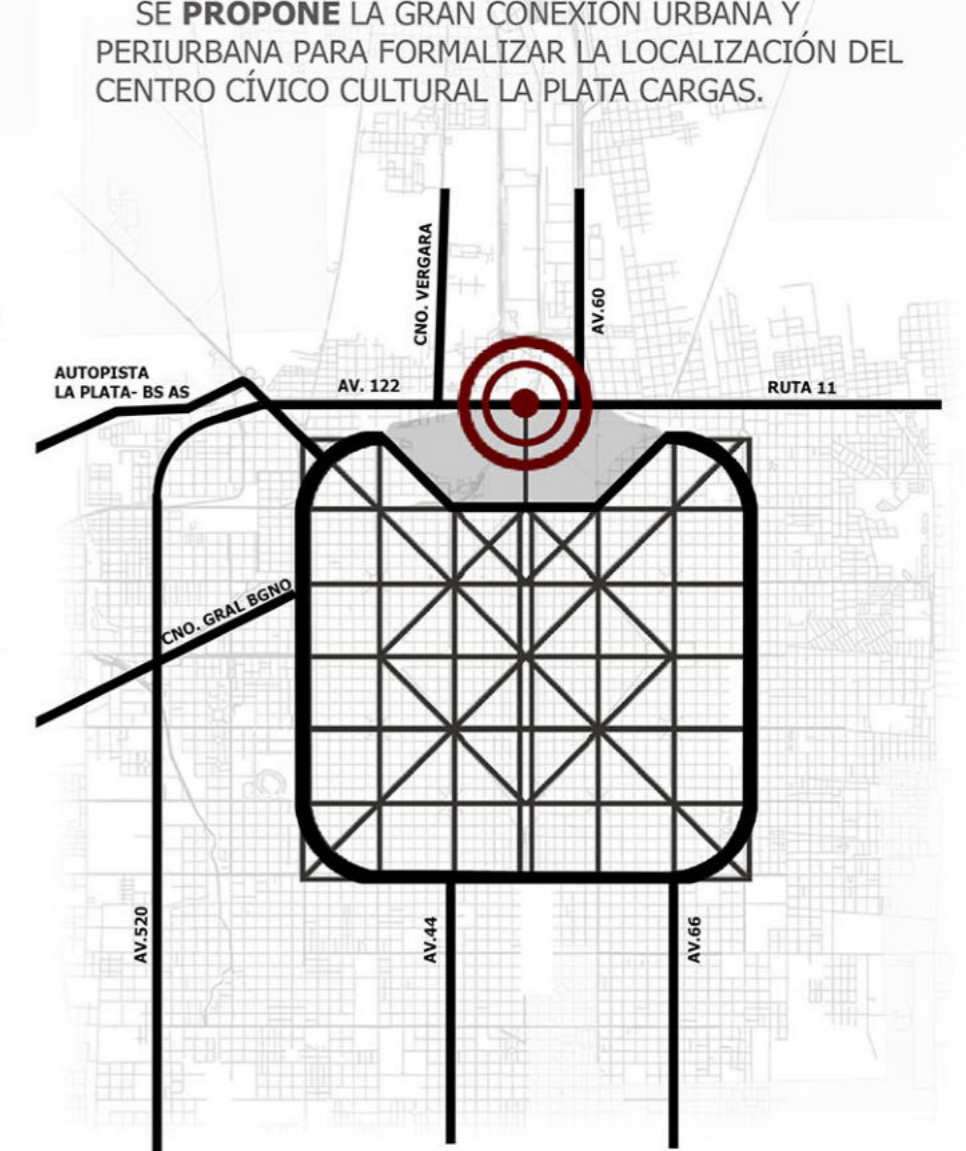 SE PROPONE LA GRAN CONEXIÓN URBANA Y
PERIURBANA PARA FORMALIZAR LA LOCALIZACIÓN DEL
CENTRO CÍVICO CULTURAL LA PLATA CARGAS.
CNO. VERGARA
AV.60
AUTOPISTA
LA PLATA- BS AS
AV. 122
RUTA 11
CNO. GRAL BGNO
AV.520
AV.44
AV.66